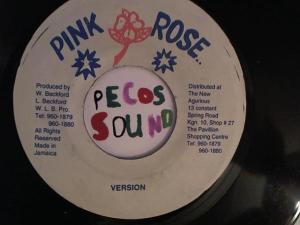 PINK ROSE..
Produced by
W. Beckford
L. Beckford
W. L. B. Pro.
Tel: 960-1879
960-1880
All Rights
Reserved
Made in
Jamaica
PECOS
SOUND
Distributed at
The New
Agurious
13 constant
Spring Road
Kgn. 10, Shop # 27
The Pavilion
Shopping Centre
Tel: 960-1879
960-1880
VERSION